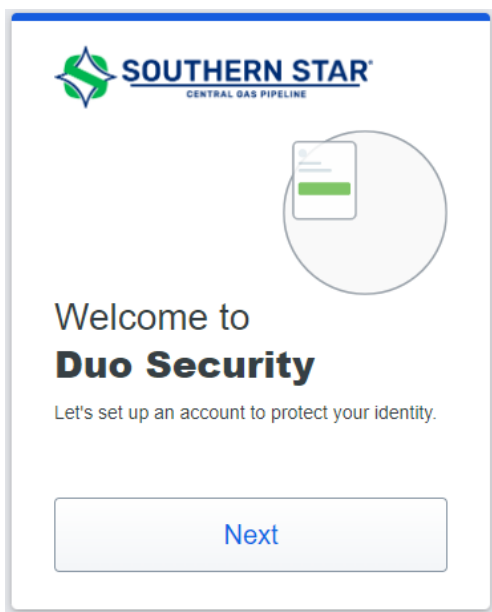 SOUTHERN STAR®
CENTRAL GAS PIPELINE
Welcome to
Duo Security
Let's set up an account to protect your identity.
Next